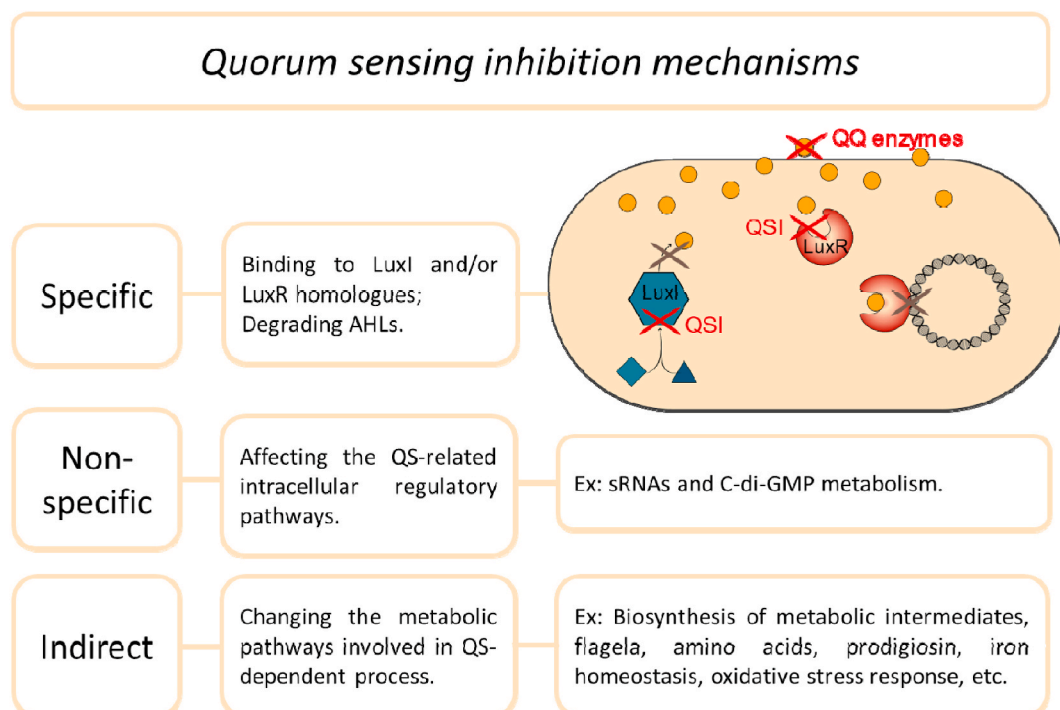 Quorum sensing inhibition mechanisms
QQ enzymes
QSI
LuxR
LuxI
QSI
Specific
Binding to LuxI and/or
LuxR homologues;
Degrading AHLs.
Non-
specific
Affecting the QS-related
intracellular regulatory
pathways.
Ex: sRNAs and C-di-GMP metabolism.
Indirect
Changing the metabolic
pathways involved in QS-
dependent process.
Ex: Biosynthesis of metabolic intermediates,
flagela, amino acids, prodigiosin, iron
homeostasis, oxidative stress response, etc.